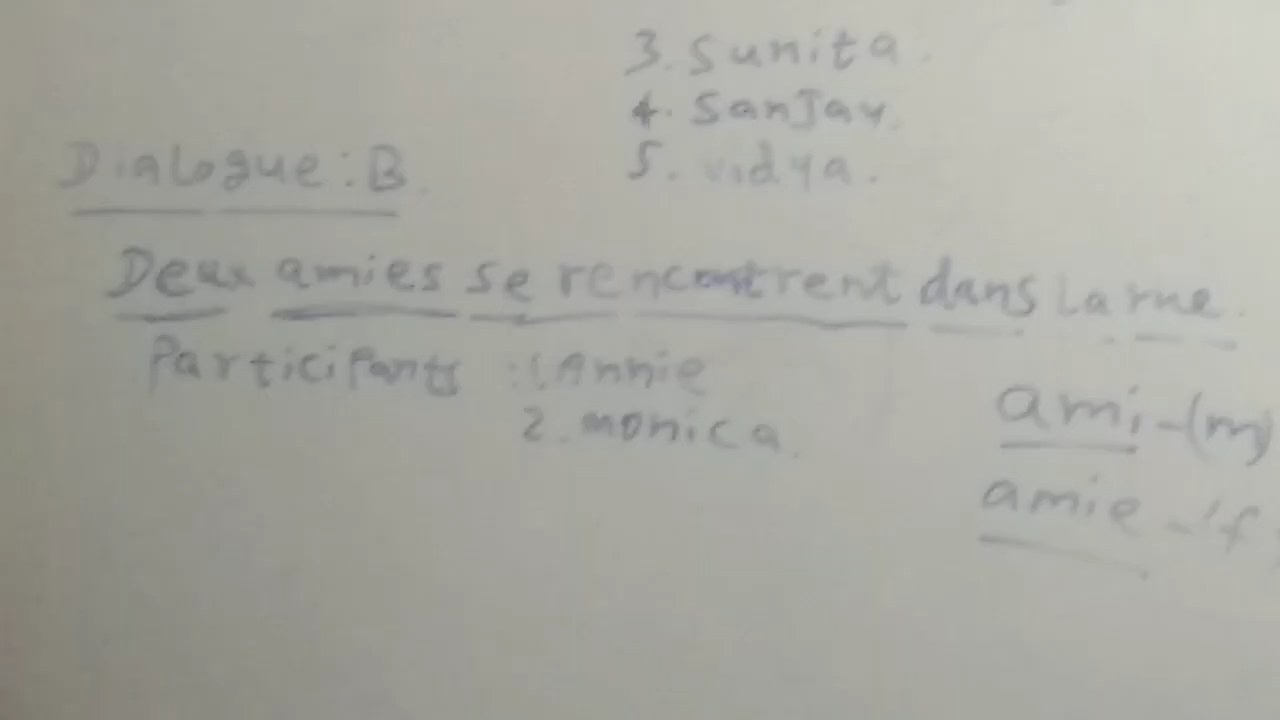 3. Sunita.
4. SanJay.
5. vidya.
Dialogue: B.
Deux amies se rencontrent dans la rue.
Participants : 1 Annie
2. monica.
ami - (m)
amie - (f